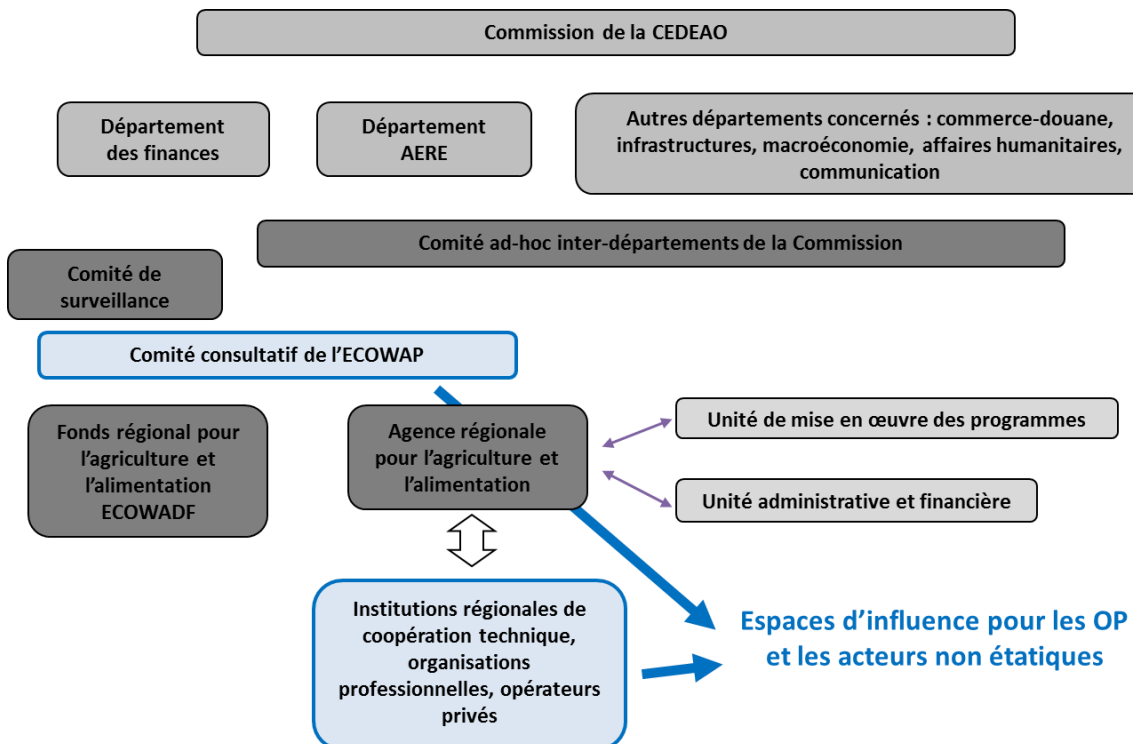 Commission de la CEDEAO
Département
des finances
Département
AERE
Autres départements concernés : commerce-douane,
infrastructures, macroéconomie, affaires humanitaires,
communication
Comité ad-hoc inter-départements de la Commission
Comité de
surveillance
Comité consultatif de l’ECOWAP
Fonds régional pour
l’agriculture et
l’alimentation
ECOWADF
Agence régionale
pour l’agriculture et
l’alimentation
Unité de mise en œuvre des programmes
Unité administrative et financière
Institutions régionales de
coopération technique,
organisations
professionnelles, opérateurs
privés
Espaces d’influence pour les OP
et les acteurs non étatiques